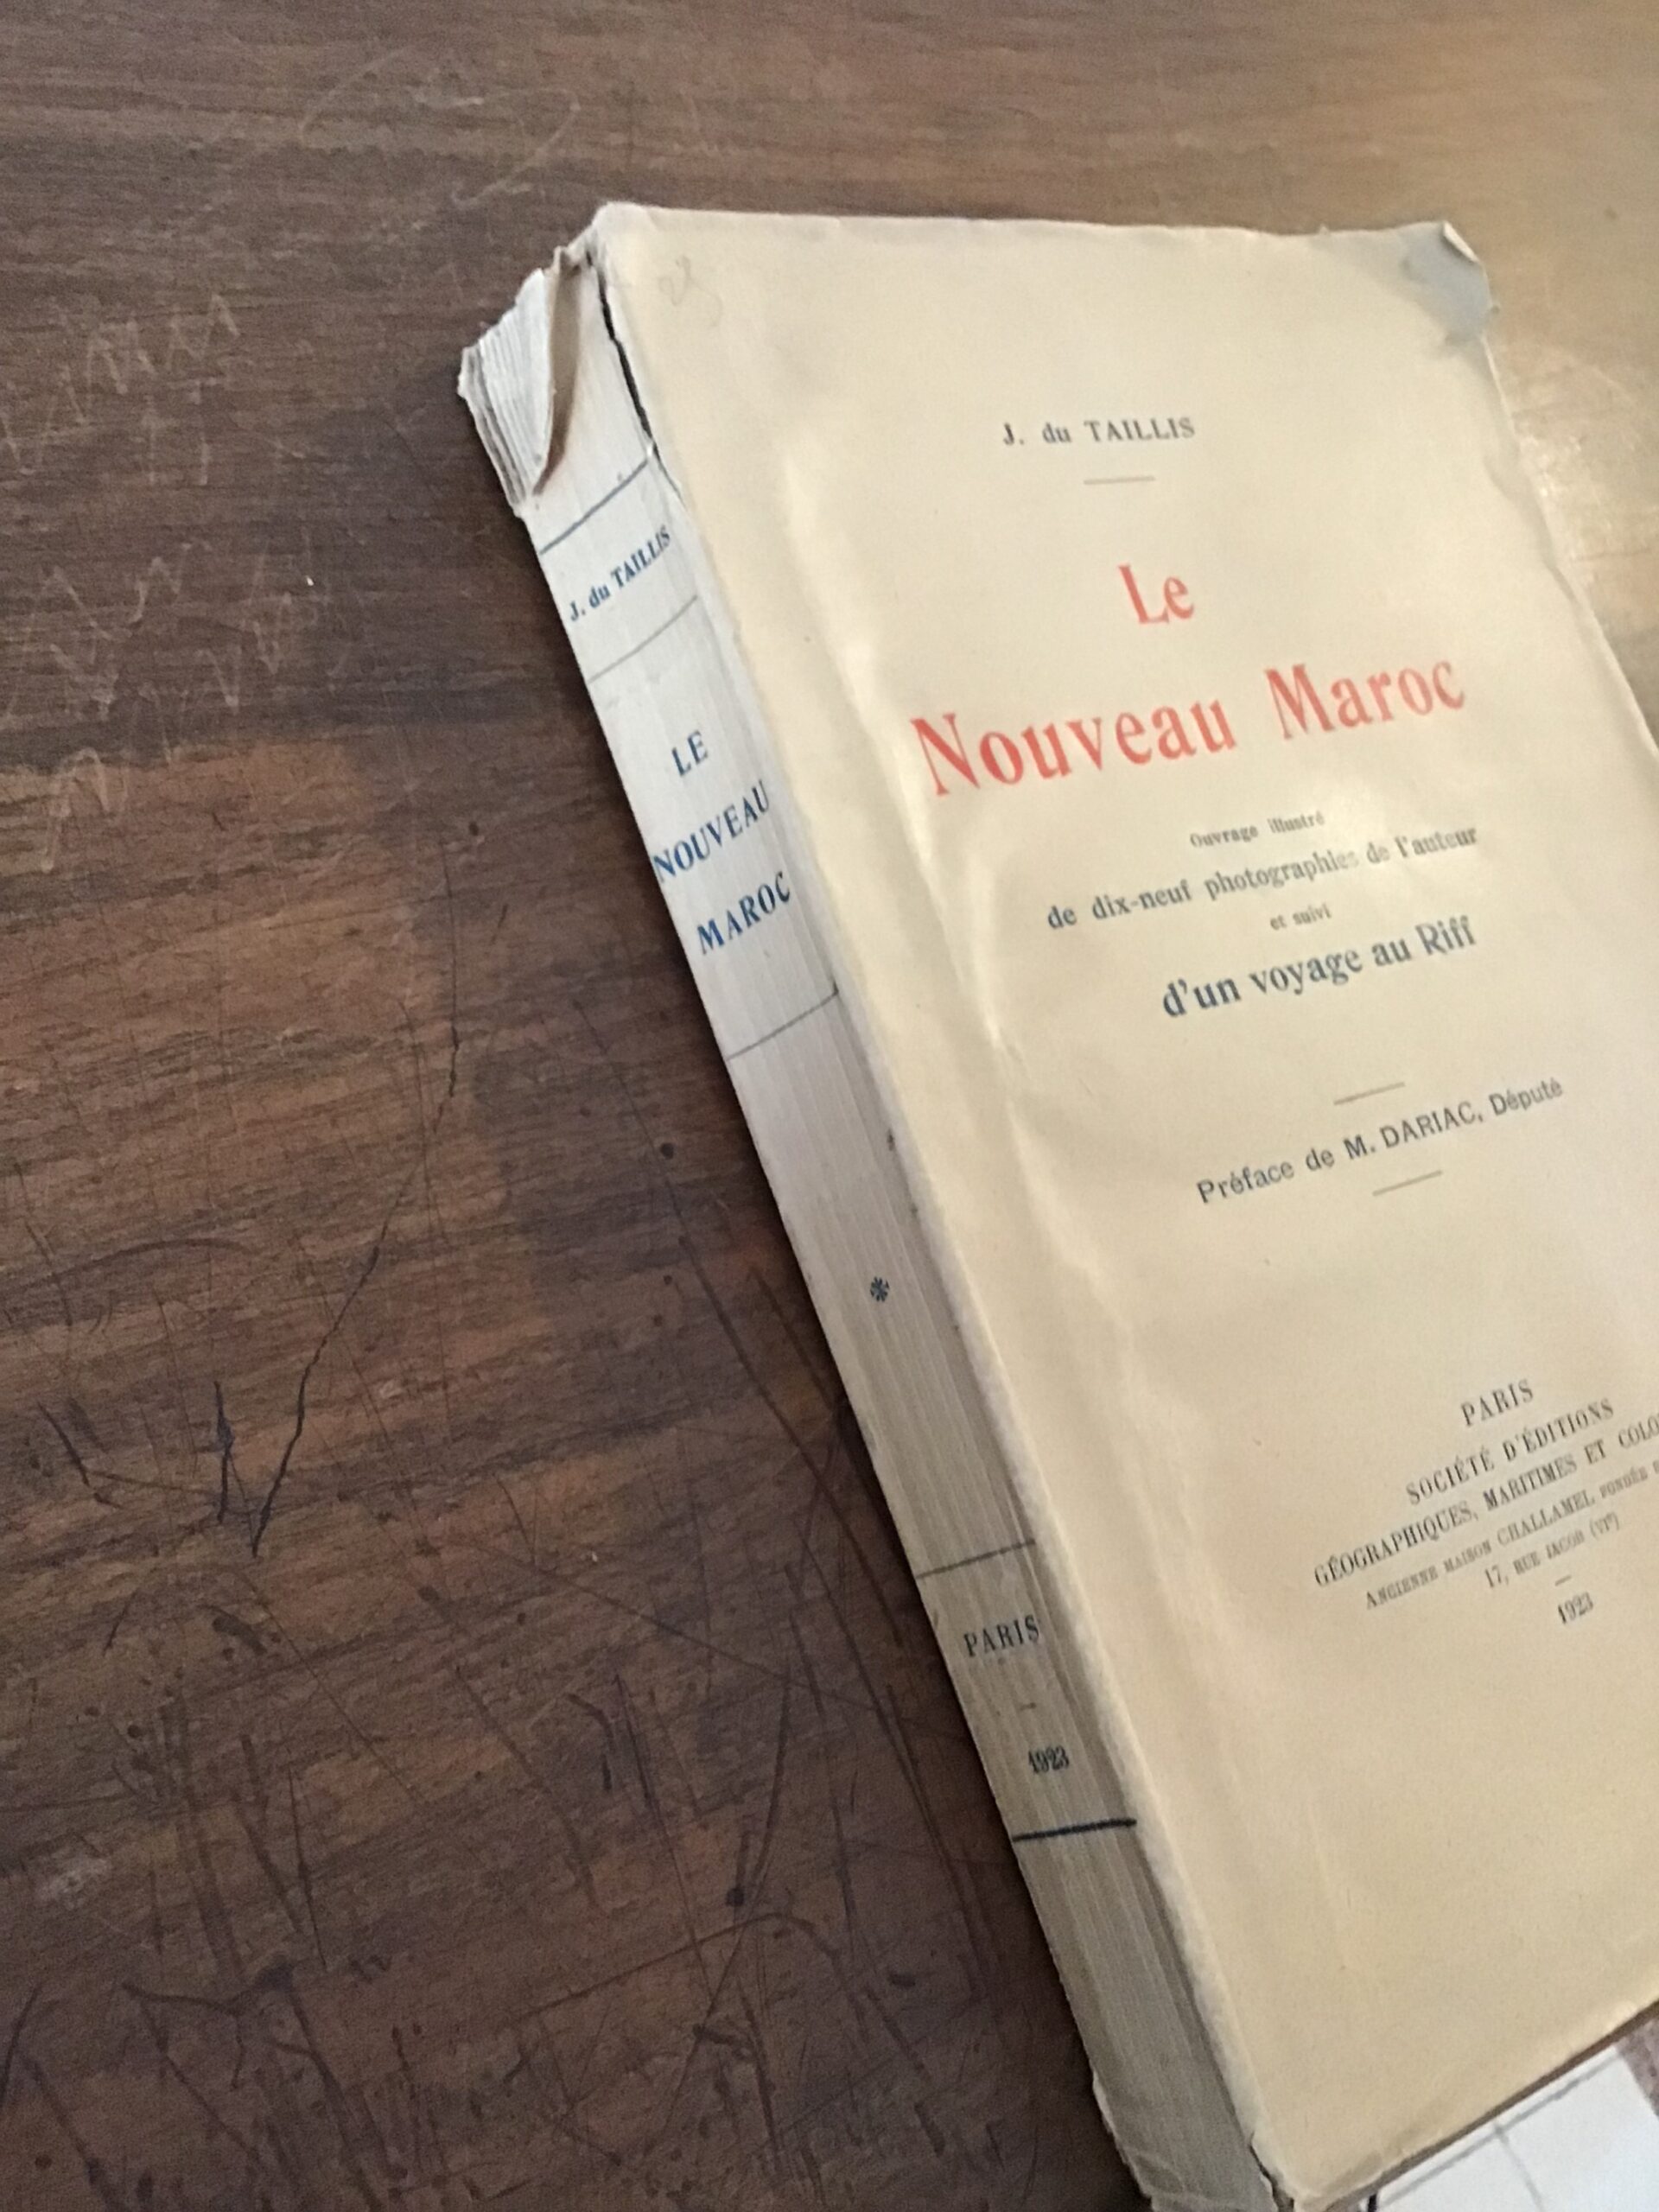 J. du TAILLIS
LE
NOUVEAU
MAROC
PARIS
1923
J. du TAILLIS
Le
Nouveau Maroc
Ouvrage illustré
de dix-neuf photographies de l'auteur
et suivi
d'un voyage au Riff
Préface de M. DARIAC, Député
PARIS
SOCIÉTÉ D'ÉDITIONS
GÉOGRAPHIQUES, MARITIMES ET
ANCIENNE MAISON CHALLAMEL, FONDÉE
17, RUE JACOB (VIe)
1923